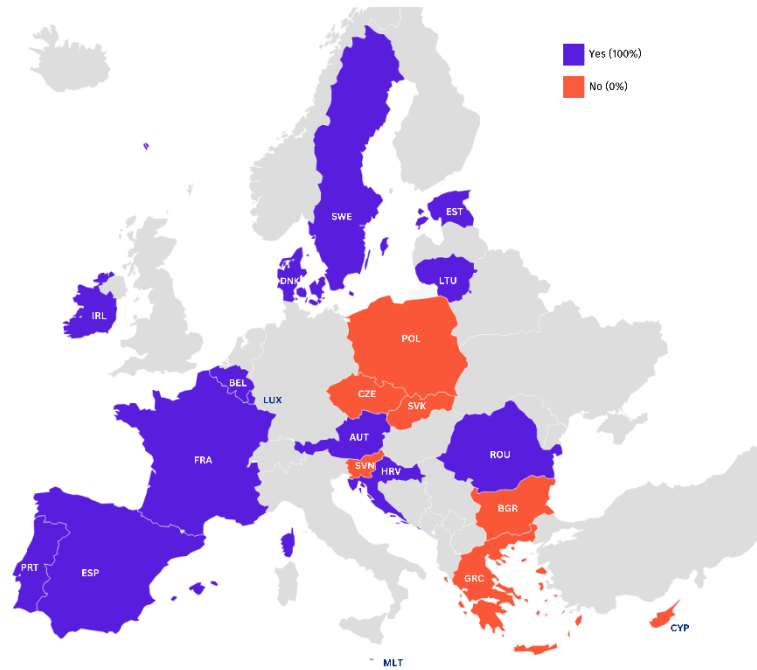 Yes (100%)
No (0%)
SWE
EST
DNK
LTU
IRL
POL
BEL
CZE
LUX
SVK
AUT
FRA
ROU
SVN
HRV
BGR
PRT
ESP
GRC
CYP
MLT